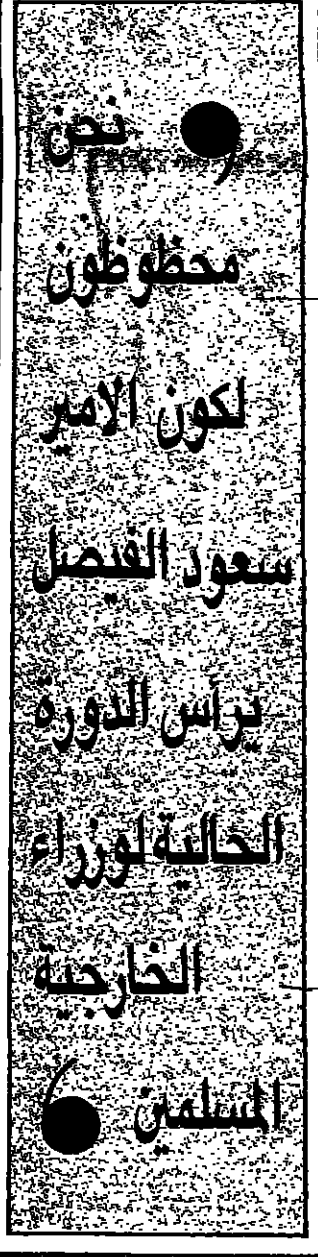 نحن
محظوظون
لكون الامير
سعود الفيصل
يرأس الدورة
الحالية لوزراء
الخارجية
المسلمين